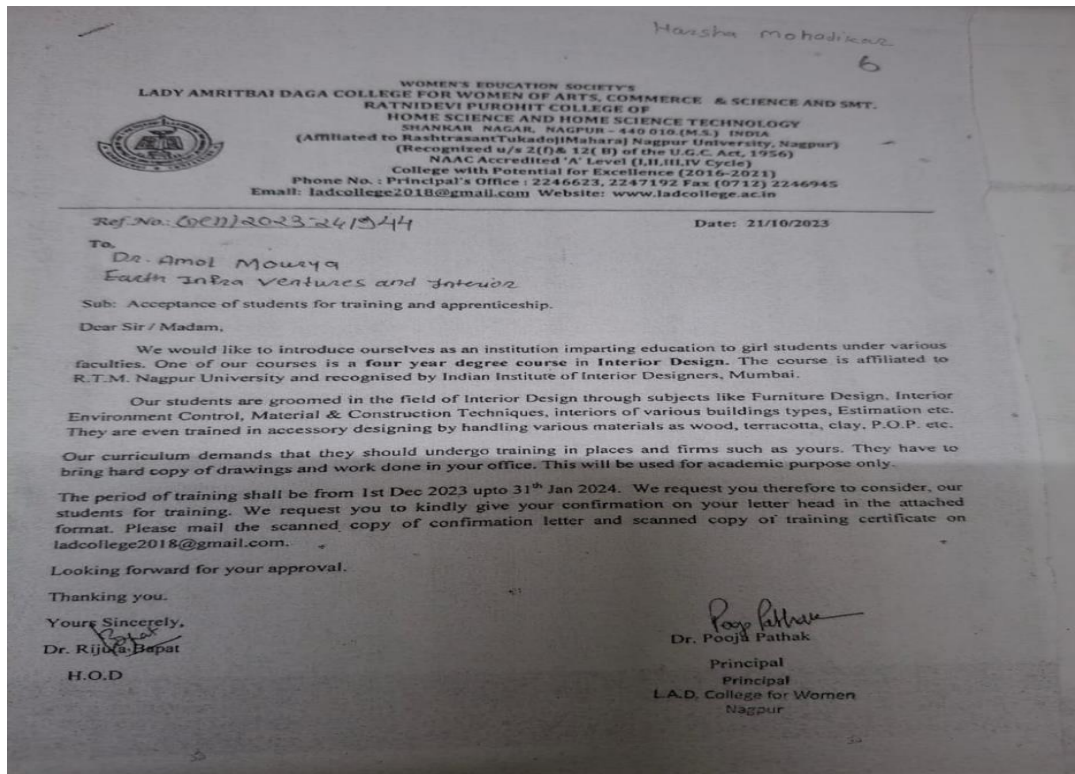 Harsha Mohadikar
6
WOMEN'S EDUCATION SOCIETY'S
LADY AMRITBAI DAGA COLLEGE FOR WOMEN OF ARTS, COMMERCE & SCIENCE AND SMT.
RATNIDEVI PUROHIT COLLEGE OF
HOME SCIENCE AND HOME SCIENCE TECHNOLOGY
SHANKAR NAGAR, NAGPUR - 440 010.(M.S.) INDIA
(Affiliated to RashtrasantTukadojiMaharaj Nagpur University, Nagpur)
(Recognized u/s 2(f)& 12( B) of the U.G.C. Act, 1956)
NAAC Accredited 'A' Level (I,II,III,IV Cycle)
College with Potential for Excellence (2016-2021)
Phone No. : Principal's Office : 2246623, 2247192 Fax (0712) 2246945
Email: ladcollege2018@gmail.com Website: www.ladcollege.ac.in
Ref No: 2023-24/944
Date: 21/10/2023
To,
Dr. Amol Mourya
Earth Infra Ventures and Interior
Sub: Acceptance of students for training and apprenticeship.
Dear Sir / Madam,
We would like to introduce ourselves as an institution imparting education to girl students under various
faculties. One of our courses is a four year degree course in Interior Design. The course is affiliated to
R.T.M. Nagpur University and recognised by Indian Institute of Interior Designers, Mumbai.
Our students are groomed in the field of Interior Design through subjects like Furniture Design, Interior
Environment Control, Material & Construction Techniques, interiors of various buildings types, Estimation etc.
They are even trained in accessory designing by handling various materials as wood, terracotta, clay, P.O.P. etc.
Our curriculum demands that they should undergo training in places and firms such as yours. They have to
bring hard copy of drawings and work done in your office. This will be used for academic purpose only.
The period of training shall be from 1st Dec 2023 upto 31th Jan 2024. We request you therefore to consider, our
students for training. We request you to kindly give your confirmation on your letter head in the attached
format. Please mail the scanned copy of confirmation letter and scanned copy of training certificate on
ladcollege2018@gmail.com.
Looking forward for your approval.
Thanking you.
Yours Sincerely,
Bapat
Dr. Rijuta Bapat
H.O.D
Pooja Pathak
Dr. Pooja Pathak
Principal
Principal
L.A.D. College for Women
Nagpur